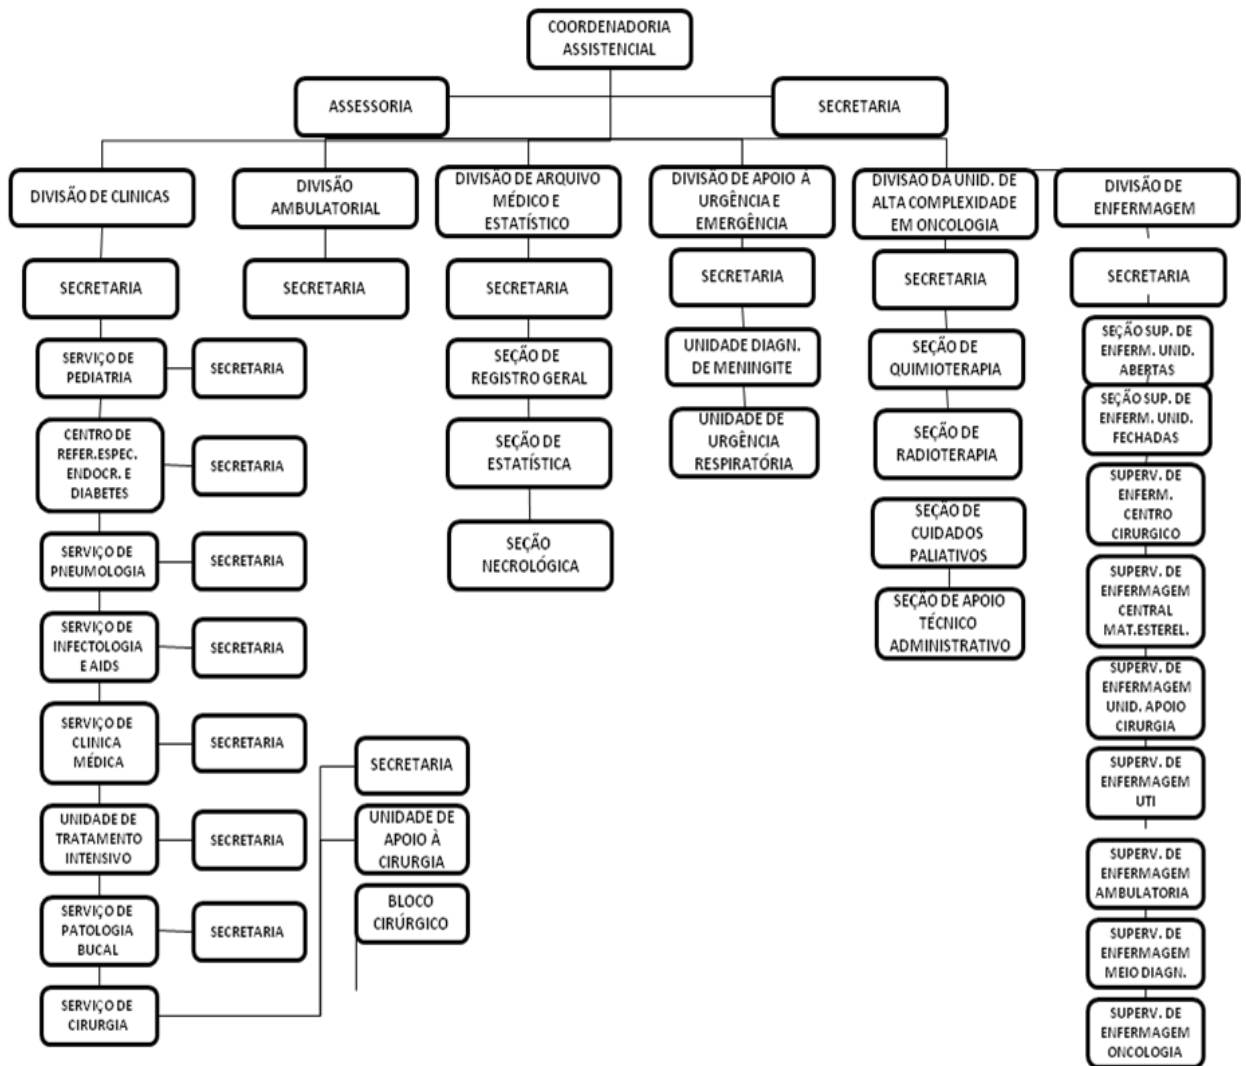 COORDENADORIA
ASSISTENCIAL
ASSESSORIA
SECRETARIA
DIVISÃO DE CLINICAS
DIVISÃO
AMBULATORIAL
DIVISÃO DE ARQUIVO
MÉDICO E
ESTATÍSTICO
DIVISÃO DE APOIO À
URGÊNCIA E
EMERGÊNCIA
DIVISAO DA UNID. DE
ALTA COMPLEXIDADE
EM ONCOLOGIA
DIVISÃO DE
ENFERMAGEM
SECRETARIA
SECRETARIA
SECRETARIA
SECRETARIA
SECRETARIA
SECRETARIA
SERVIÇO DE
PEDIATRIA
SECRETARIA
CENTRO DE
REFER.ESPEC.
ENDOCR. E
DIABETES
SECRETARIA
SERVIÇO DE
PNEUMOLOGIA
SECRETARIA
SERVIÇO DE
INFECTOLOGIA
E AIDS
SECRETARIA
SERVIÇO DE
CLINICA
MÉDICA
SECRETARIA
UNIDADE DE
TRATAMENTO
INTENSIVO
SECRETARIA
SERVIÇO DE
PATOLOGIA
BUCAL
SECRETARIA
SERVIÇO DE
CIRURGIA
SECRETARIA
UNIDADE DE
APOIO À
CIRURGIA
BLOCO
CIRÚRGICO
SEÇÃO DE
REGISTRO GERAL
SEÇÃO DE
ESTATÍSTICA
SEÇÃO
NECROLÓGICA
UNIDADE DIAGN.
DE MENINGITE
UNIDADE DE
URGÊNCIA
RESPIRATÓRIA
SEÇÃO DE
QUIMIOTERAPIA
SEÇÃO DE
RADIOTERAPIA
SEÇÃO DE
CUIDADOS
PALIATIVOS
SEÇÃO DE APOIO
TÉCNICO
ADMINISTRATIVO
SEÇÃO SUP. DE
ENFERM. UNID.
ABERTAS
SEÇÃO SUP. DE
ENFERM. UNID.
FECHADAS
SUPERV. DE
ENFERM.
CENTRO
CIRURGICO
SUPERV. DE
ENFERMAGEM
CENTRAL
MAT.ESTEREL.
SUPERV. DE
ENFERMAGEM
UNID. APOIO
CIRURGIA
SUPERV. DE
ENFERMAGEM
UTI
SUPERV. DE
ENFERMAGEM
AMBULATORIA
SUPERV. DE
ENFERMAGEM
MEIO DIAGN.
SUPERV. DE
ENFERMAGEM
ONCOLOGIA